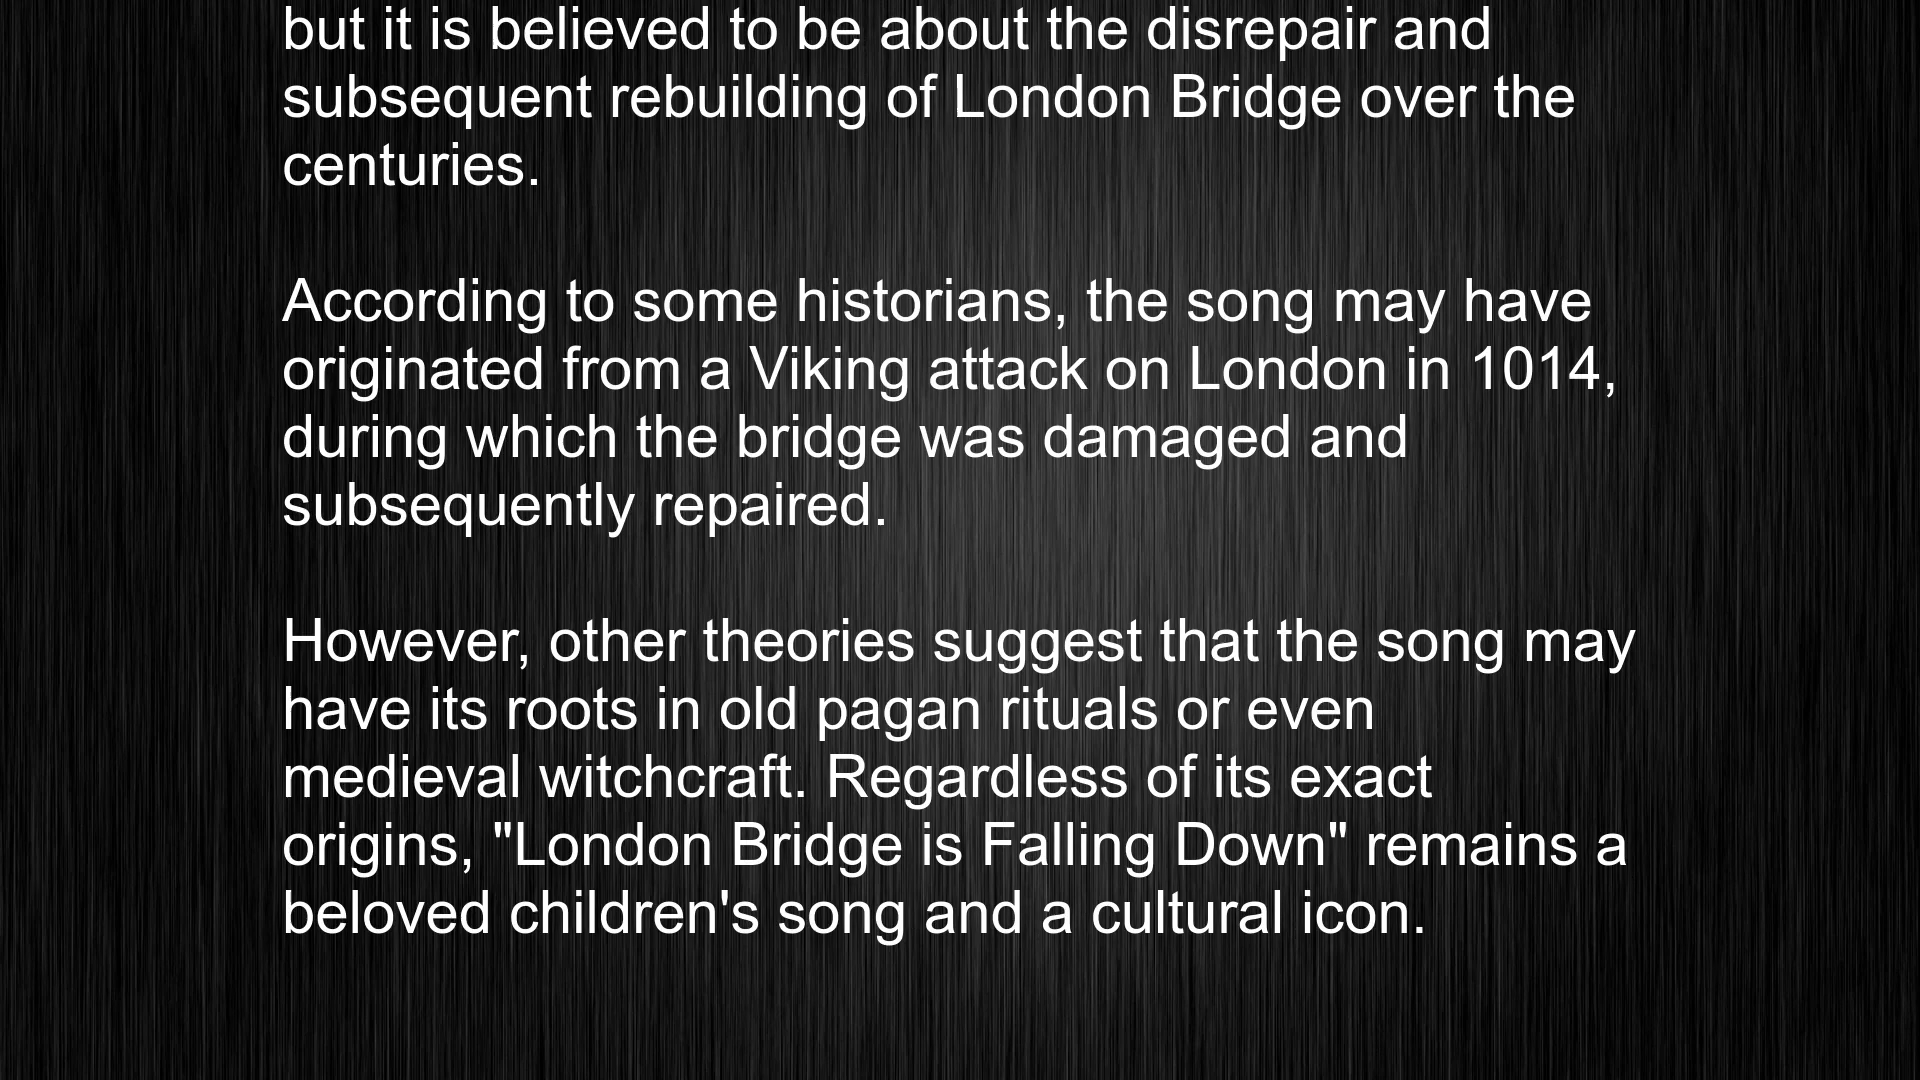 but it is believed to be about the disrepair and
subsequent rebuilding of London Bridge over the
centuries.
According to some historians, the song may have
originated from a Viking attack on London in 1014,
during which the bridge was damaged and
subsequently repaired.
However, other theories suggest that the song may
have its roots in old pagan rituals or even
medieval witchcraft. Regardless of its exact
origins, "London Bridge is Falling Down" remains a
beloved children's song and a cultural icon.